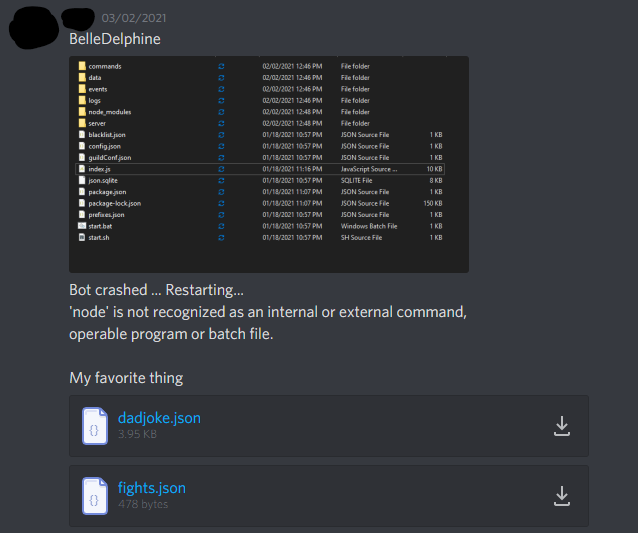 03/02/2021
BelleDelphine
commands 02/02/2021 12:46 PM File folder
data 02/02/2021 12:46 PM File folder
events 02/02/2021 12:46 PM File folder
logs 02/02/2021 12:46 PM File folder
node_modules 02/02/2021 12:48 PM File folder
server 02/02/2021 12:48 PM File folder
blacklist.json 01/18/2021 10:57 PM JSON Source File 1 KB
config.json 01/18/2021 10:57 PM JSON Source File 1 KB
guildConf.json 01/18/2021 10:57 PM JSON Source File 1 KB
index.js 01/18/2021 11:16 PM JavaScript Source ... 10 KB
json.sqlite 01/18/2021 10:57 PM SQLITE File 8 KB
package.json 01/18/2021 11:07 PM JSON Source File 1 KB
package-lock.json 01/18/2021 11:07 PM JSON Source File 150 KB
prefixes.json 01/18/2021 10:57 PM JSON Source File 1 KB
start.bat 01/18/2021 10:57 PM Windows Batch File 1 KB
start.sh 01/18/2021 10:57 PM SH Source File 1 KB
Bot crashed ... Restarting...
'node' is not recognized as an internal or external command,
operable program or batch file.
My favorite thing
dadjoke.json
3.95 KB
fights.json
478 bytes